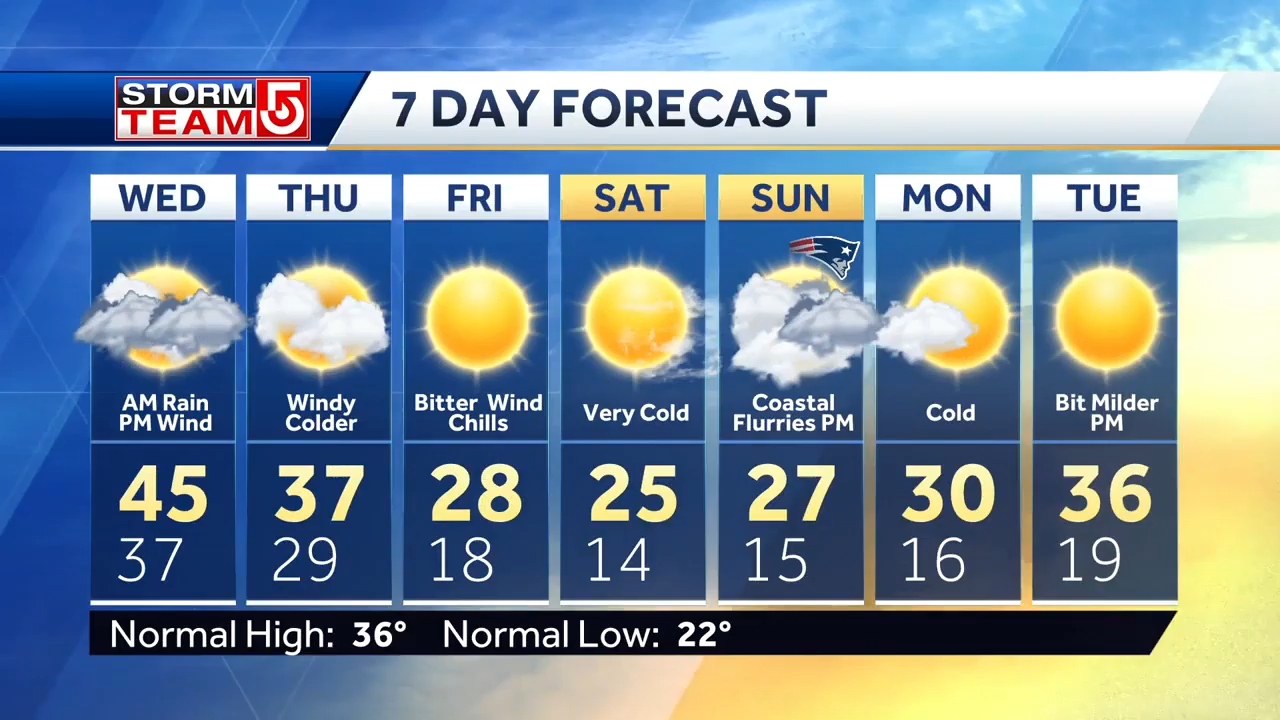 STORM
TEAM 5
7 DAY FORECAST
WED THU FRI SAT SUN MON TUE
AM Rain
PM Wind
Windy
Colder
Bitter Wind
Chills
Very Cold
Coastal
Flurries PM
Cold
Bit Milder
PM
45 37 28 25 27 30 36
37 29 18 14 15 16 19
Normal High: 36° Normal Low: 22°